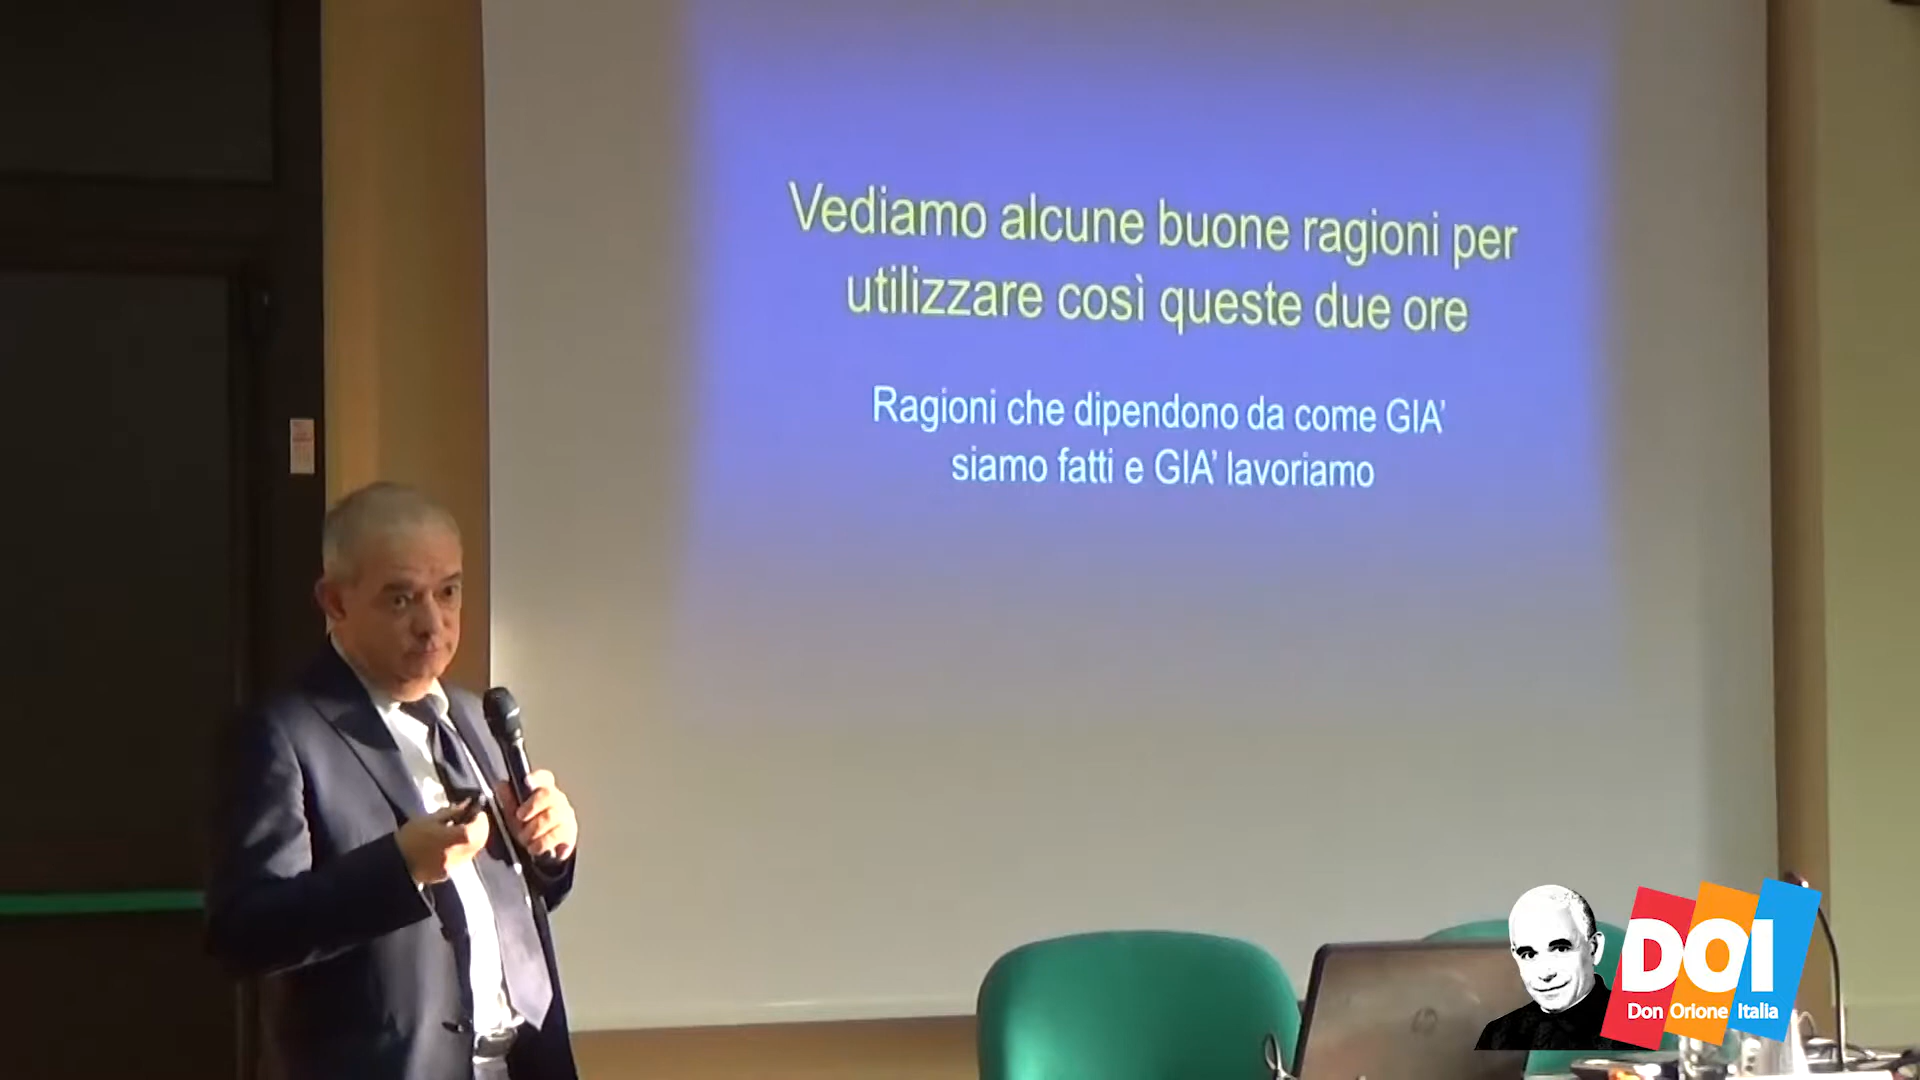 Vediamo alcune buone ragioni per
utilizzare così queste due ore
Ragioni che dipendono da come GIA'
siamo fatti e GIA' lavoriamo
DOI
Don Orione Italia
hp